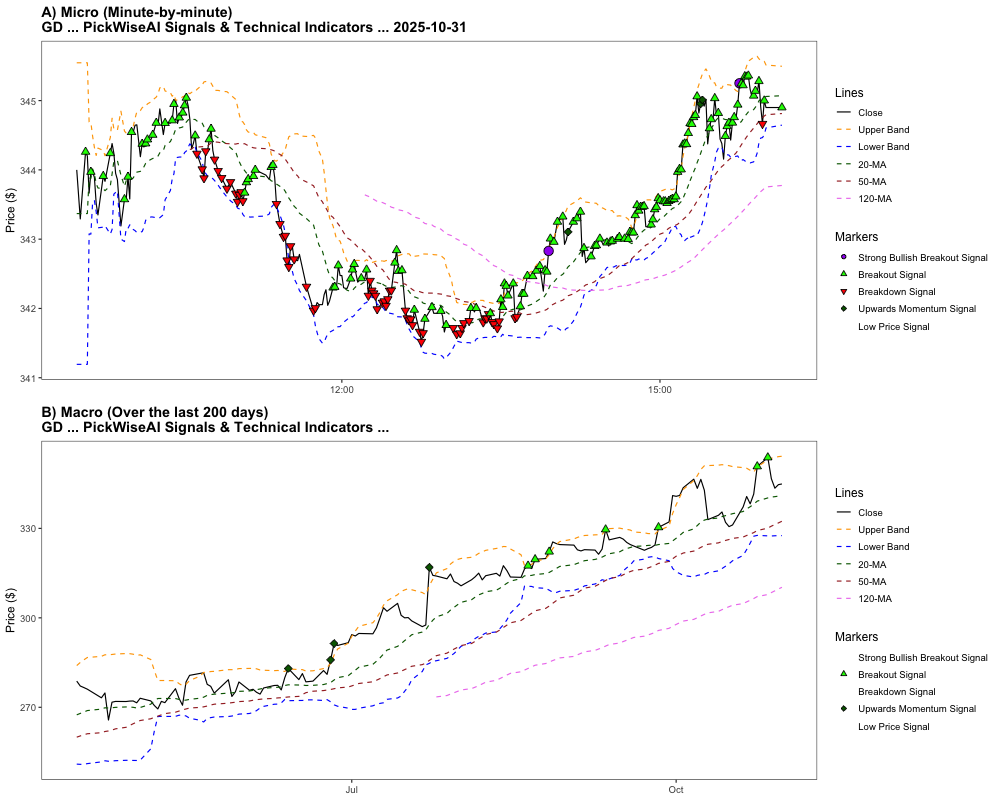 A) Micro (Minute-by-minute)
GD ... PickWiseAI Signals & Technical Indicators ... 2025-10-31
Price ($)
345
344
343
342
341
12:00
15:00
Lines
Close
Upper Band
Lower Band
20-MA
50-MA
120-MA
Markers
Strong Bullish Breakout Signal
Breakout Signal
Breakdown Signal
Upwards Momentum Signal
Low Price Signal
B) Macro (Over the last 200 days)
GD ... PickWiseAI Signals & Technical Indicators ...
Price ($)
330
300
270
Jul
Oct
Lines
Close
Upper Band
Lower Band
20-MA
50-MA
120-MA
Markers
Strong Bullish Breakout Signal
Breakout Signal
Breakdown Signal
Upwards Momentum Signal
Low Price Signal